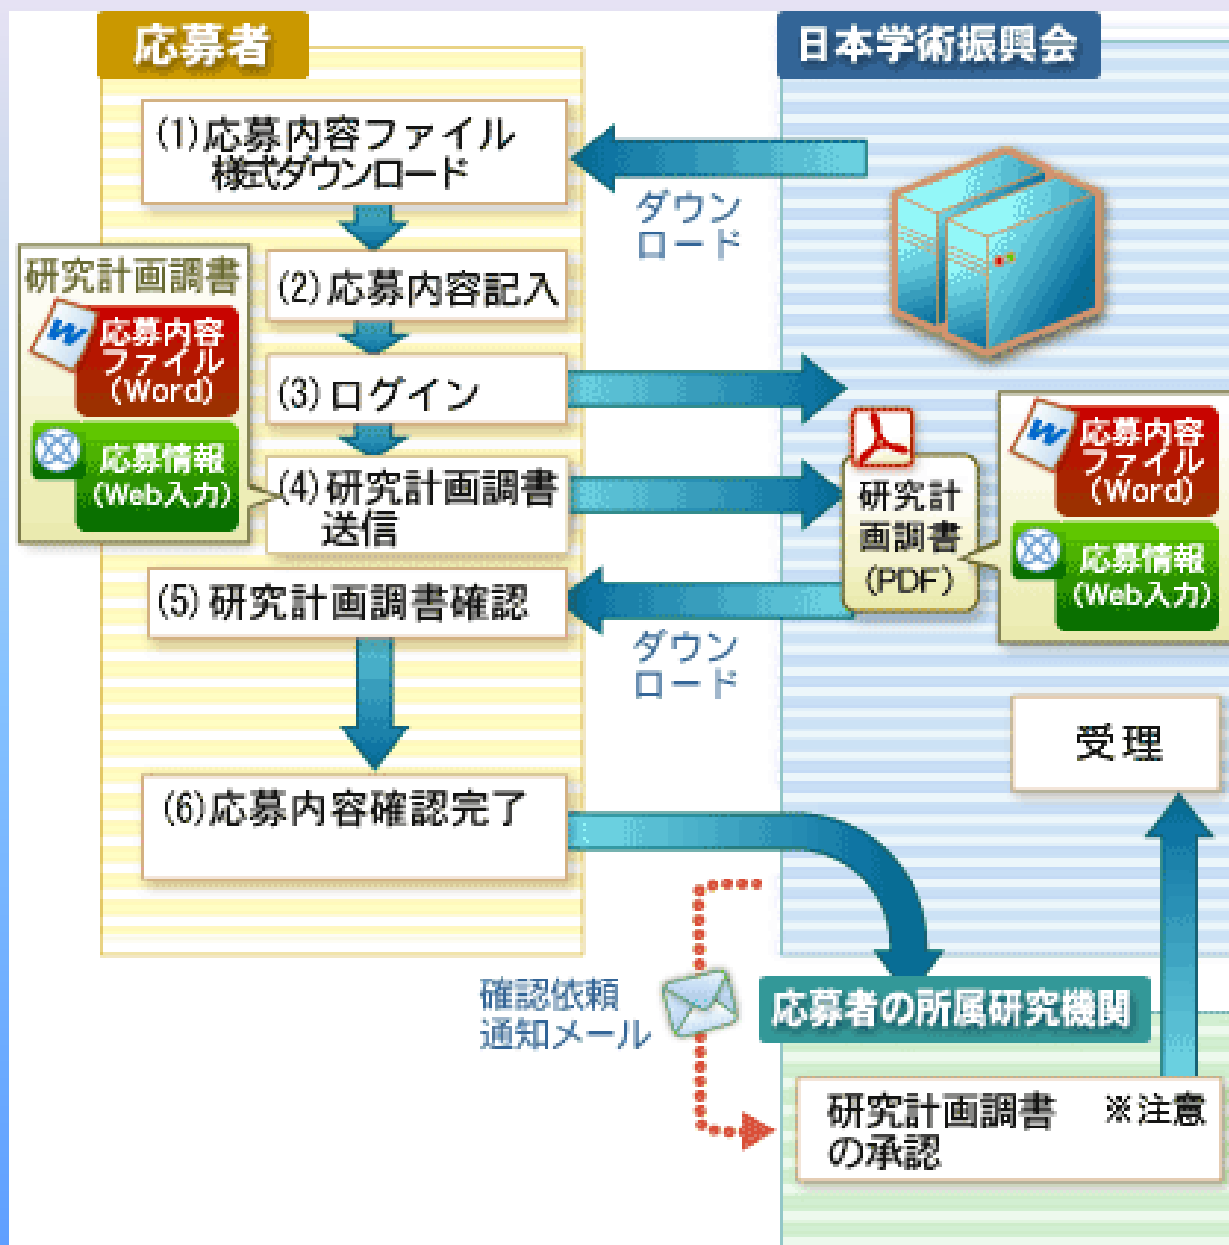 応募者
日本学術振興会
(1)応募内容ファイル
様式ダウンロード
ダウン
ロード
研究計画調書
応募内容
ファイル
(Word)
応募情報
(Web入力)
(2)応募内容記入
(3)ログイン
(4)研究計画調書
送信
研究計
画調書
(PDF)
応募内容
ファイル
(Word)
応募情報
(Web入力)
(5)研究計画調書確認
ダウン
ロード
受理
(6)応募内容確認完了
確認依頼
通知メール
応募者の所属研究機関
研究計画調書 ※注意
の承認